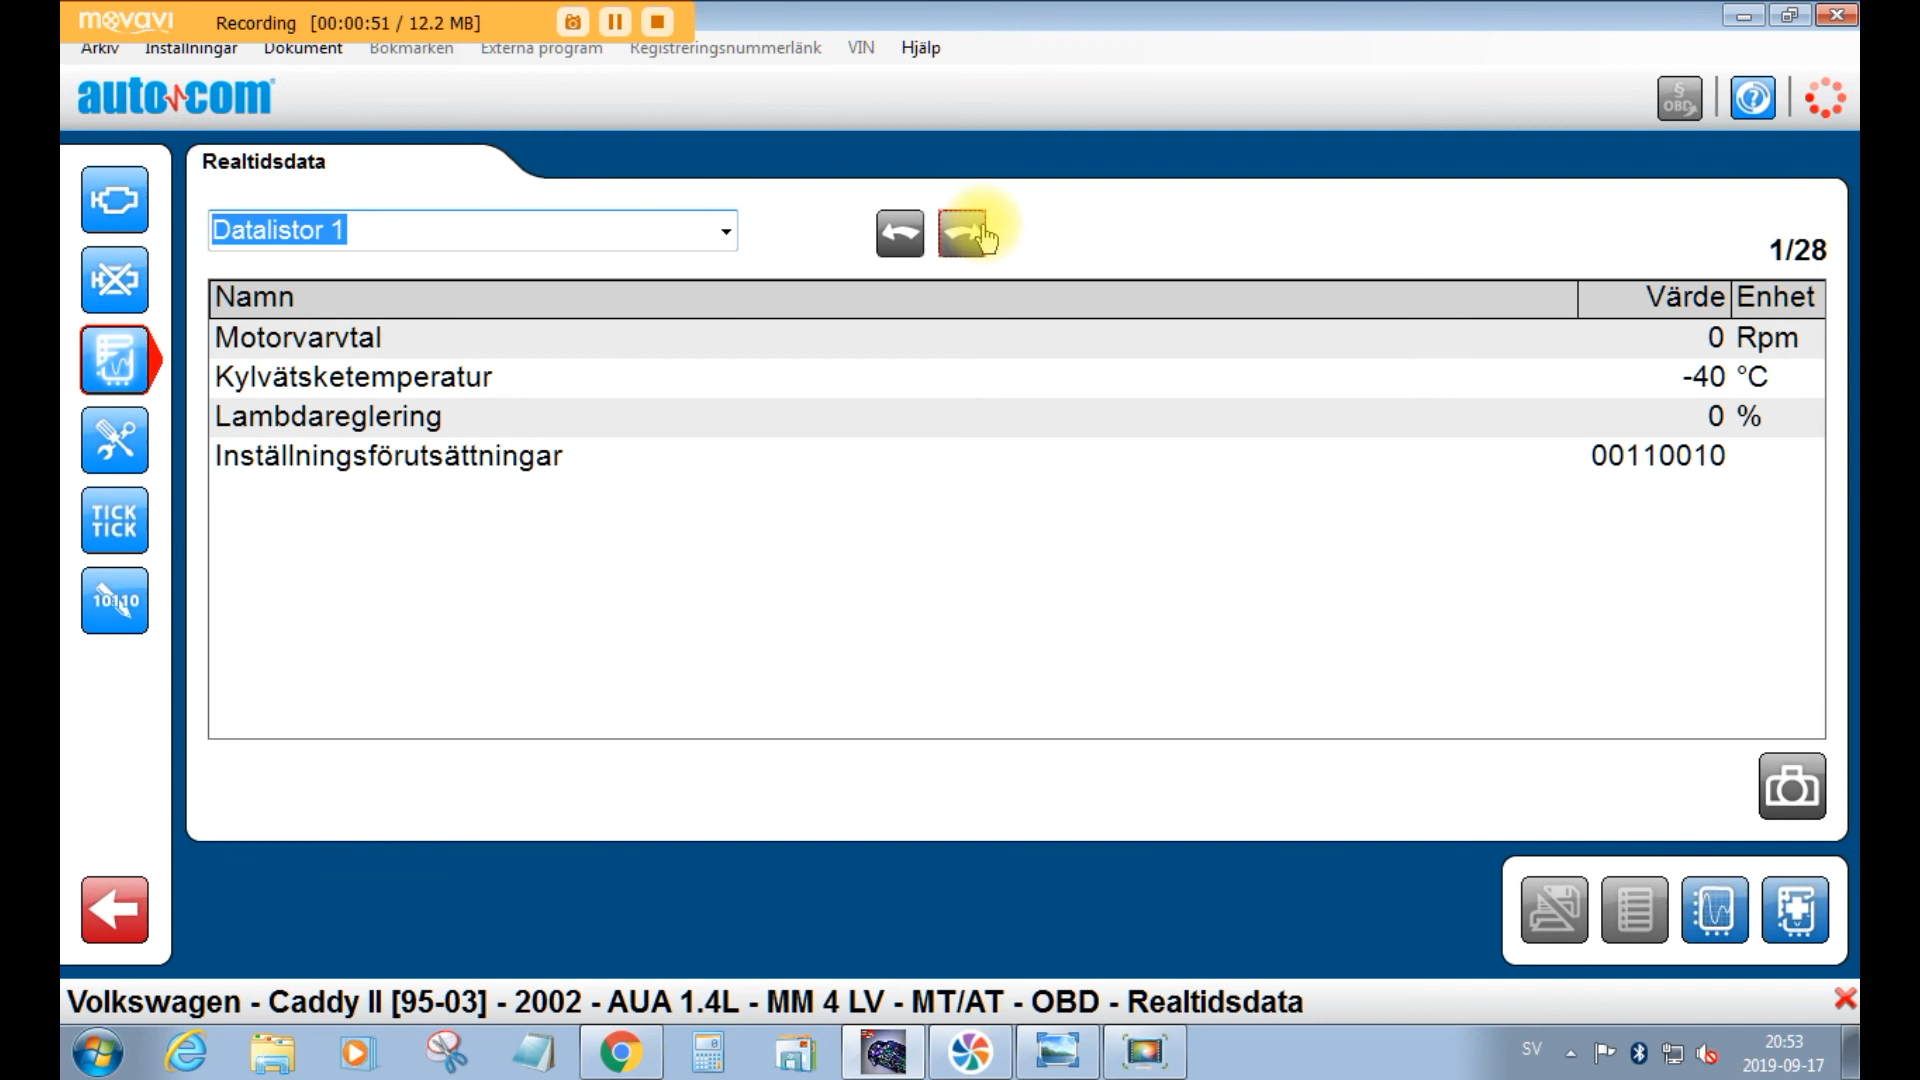 movavi Recording [00:00:51 / 12.2 MB]
Arkiv Inställningar Dokument Bokmärken Externa program Registreringsnummerlänk VIN Hjälp
autocom
§ OBD
?
Realtidsdata
Datalistor 1
1/28
Namn Värde Enhet
Motorvarvtal 0 Rpm
Kylvätsketemperatur -40 °C
Lambdareglering 0 %
Inställningsförutsättningar 00110010
TICK
TICK
10110
Volkswagen - Caddy II [95-03] - 2002 - AUA 1.4L - MM 4 LV - MT/AT - OBD - Realtidsdata
SV
20:53
2019-09-17